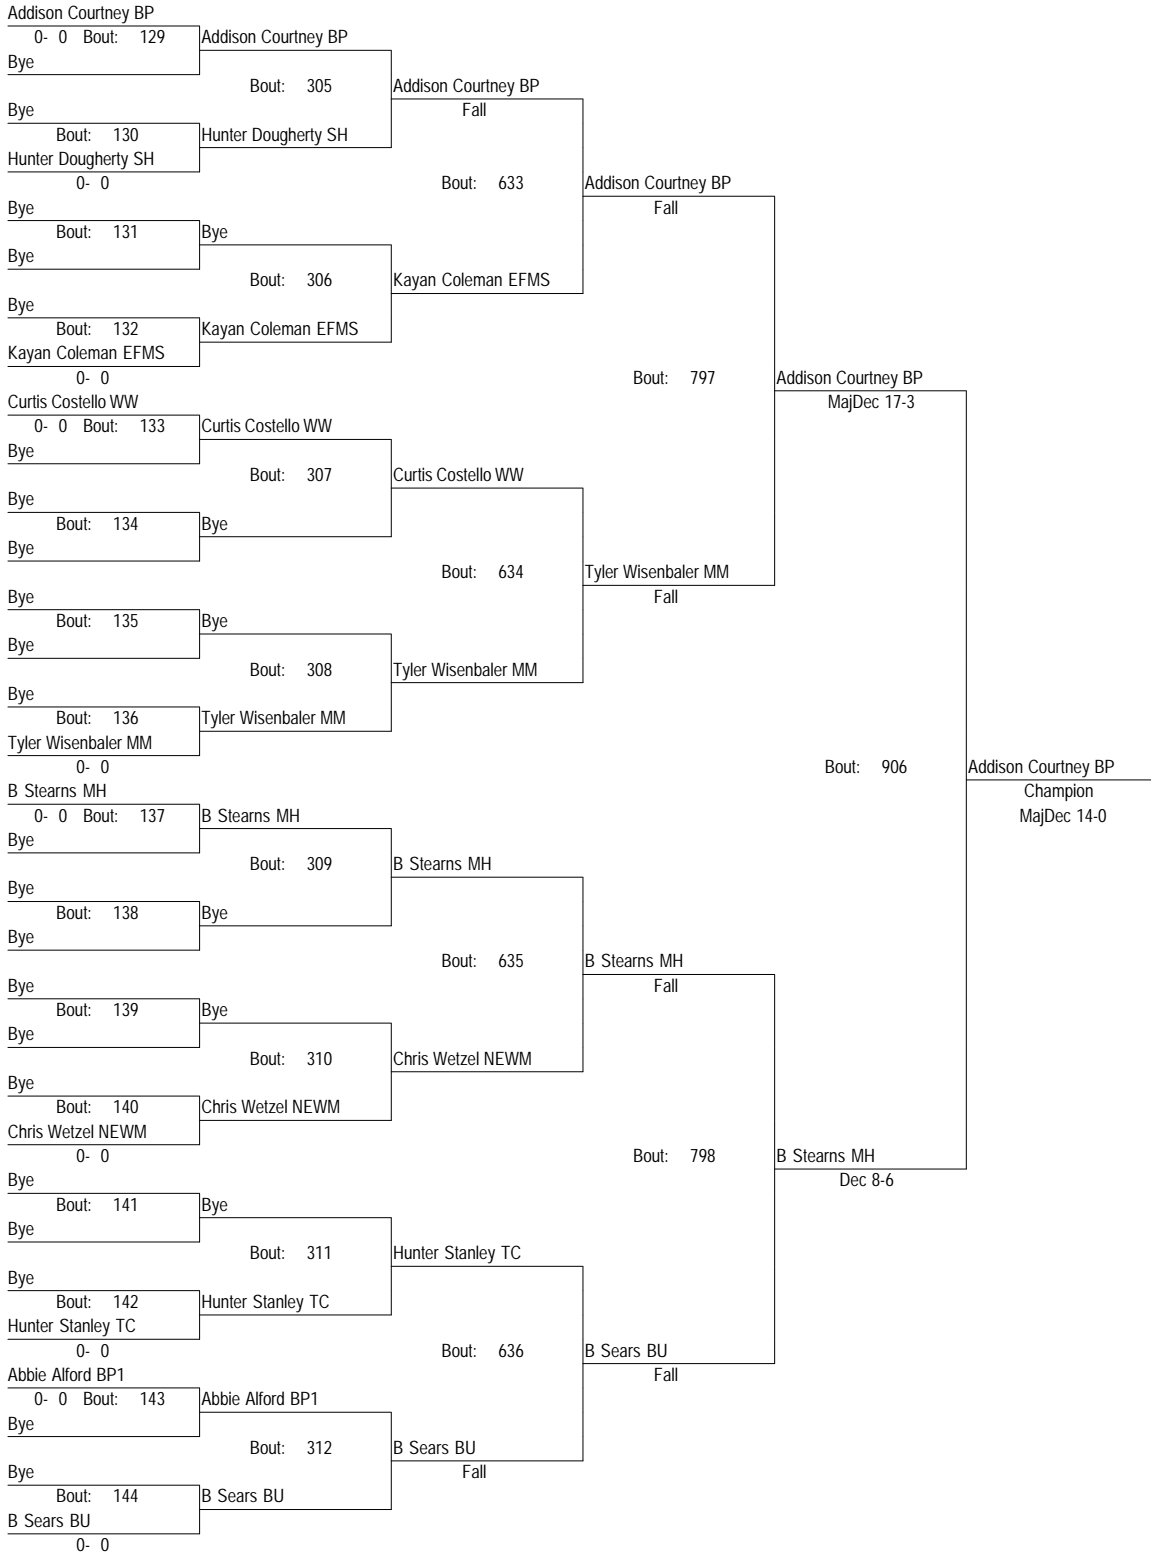 Addison Courtney BP
0- 0 Bout: 129 Addison Courtney BP
Bye
Bout: 305 Addison Courtney BP
Bye Fall
Bout: 130 Hunter Dougherty SH
Hunter Dougherty SH
0- 0 Bout: 633 Addison Courtney BP
Bye Fall
Bout: 131 Bye
Bye
Bout: 306 Kayan Coleman EFMS
Bye
Bout: 132 Kayan Coleman EFMS
Kayan Coleman EFMS
0- 0 Bout: 797 Addison Courtney BP
Curtis Costello WW MajDec 17-3
0- 0 Bout: 133 Curtis Costello WW
Bye
Bout: 307 Curtis Costello WW
Bye
Bout: 134 Bye
Bye
Bout: 634 Tyler Wisenbaler MM
Bye Fall
Bout: 135 Bye
Bye
Bout: 308 Tyler Wisenbaler MM
Bye
Bout: 136 Tyler Wisenbaler MM
Tyler Wisenbaler MM
0- 0 Bout: 906 Addison Courtney BP
B Stearns MH Champion
0- 0 Bout: 137 B Stearns MH MajDec 14-0
Bye
Bout: 309 B Stearns MH
Bye
Bout: 138 Bye
Bye
Bout: 635 B Stearns MH
Bye Fall
Bout: 139 Bye
Bye
Bout: 310 Chris Wetzel NEWM
Bye
Bout: 140 Chris Wetzel NEWM
Chris Wetzel NEWM
0- 0 Bout: 798 B Stearns MH
Bye Dec 8-6
Bout: 141 Bye
Bye
Bout: 311 Hunter Stanley TC
Bye
Bout: 142 Hunter Stanley TC
Hunter Stanley TC
0- 0 Bout: 636 B Sears BU
Abbie Alford BP1 Fall
0- 0 Bout: 143 Abbie Alford BP1
Bye
Bout: 312 B Sears BU
Bye Fall
Bout: 144 B Sears BU
B Sears BU
0- 0